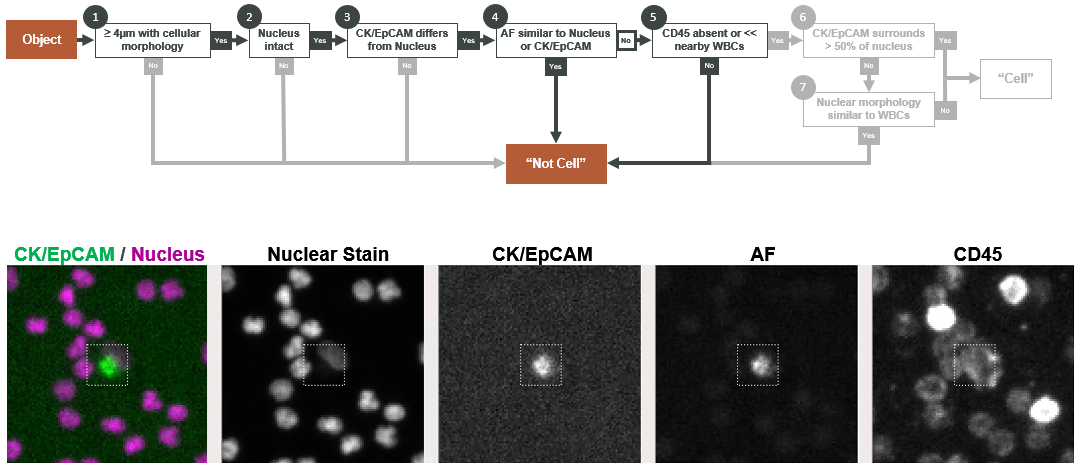 1
2
3
4
5
6
Object
≥ 4µm with cellular
morphology
Yes
Nucleus
intact
Yes
CK/EpCAM differs
from Nucleus
Yes
AF similar to Nucleus
or CK/EpCAM
No
CD45 absent or <<
nearby WBCs
Yes
CK/EpCAM surrounds
> 50% of nucleus
Yes
No
No
No
Yes
No
No
"Cell"
7
Nuclear morphology
similar to WBCs
No
Yes
"Not Cell"
CK/EpCAM / Nucleus
Nuclear Stain
CK/EpCAM
AF
CD45